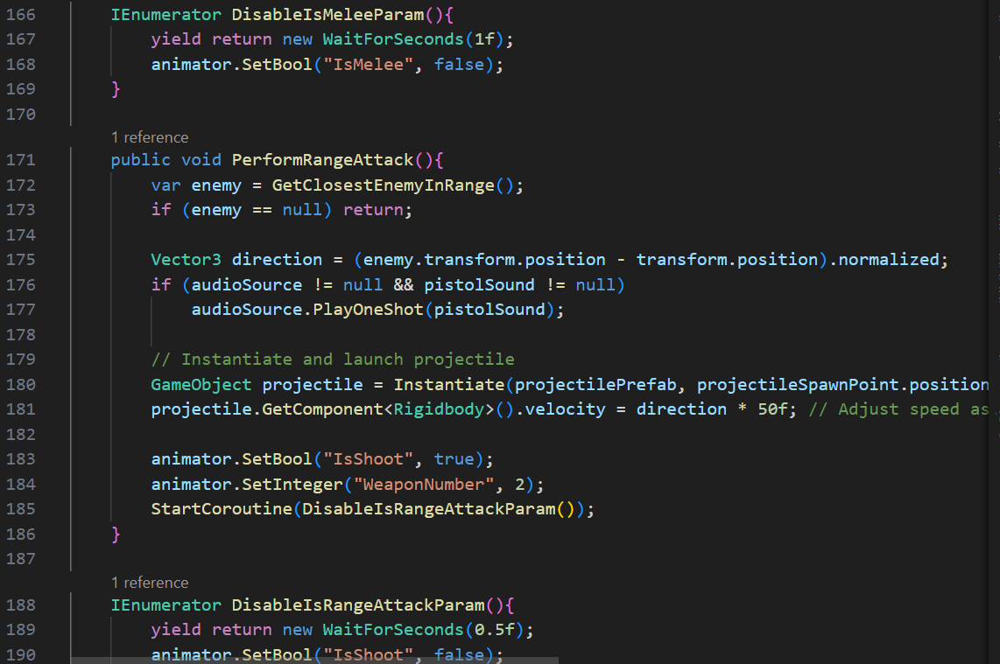 166 IEnumerator DisableIsMeleeParam(){
167 yield return new WaitForSeconds(1f);
168 animator.SetBool("IsMelee", false);
169 }
170
1 reference
171 public void PerformRangeAttack(){
172 var enemy = GetClosestEnemyInRange();
173 if (enemy == null) return;
174
175 Vector3 direction = (enemy.transform.position - transform.position).normalized;
176 if (audioSource != null && pistolSound != null)
177 audioSource.PlayOneShot(pistolSound);
178
179 // Instantiate and launch projectile
180 GameObject projectile = Instantiate(projectilePrefab, projectileSpawnPoint.position
181 projectile.GetComponent<Rigidbody>().velocity = direction * 50f; // Adjust speed as
182
183 animator.SetBool("IsShoot", true);
184 animator.SetInteger("WeaponNumber", 2);
185 StartCoroutine(DisableIsRangeAttackParam());
186 }
187
1 reference
188 IEnumerator DisableIsRangeAttackParam(){
189 yield return new WaitForSeconds(0.5f);
190 animator.SetBool("IsShoot", false);